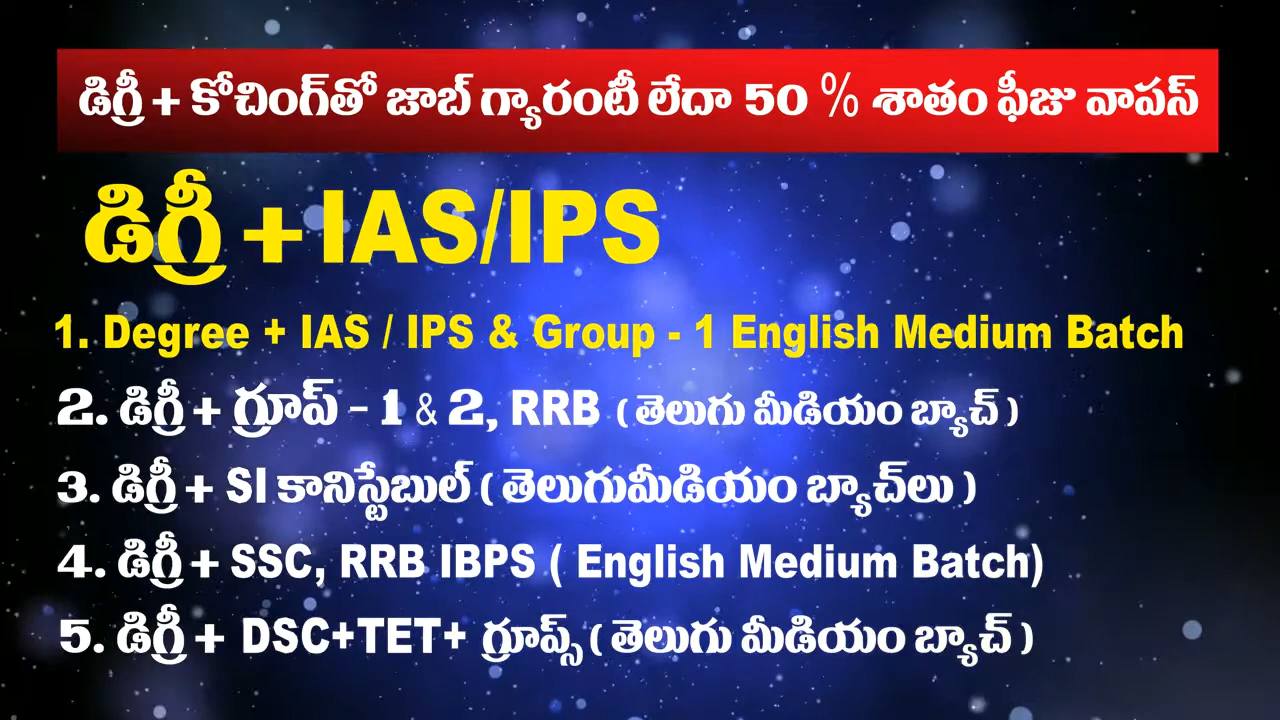 డిగ్రీ + కోచింగ్‌తో జాబ్ గ్యారంటీ లేదా 50 % శాతం ఫీజు వాపస్
డిగ్రీ + IAS/IPS
1. Degree + IAS / IPS & Group - 1 English Medium Batch
2. డిగ్రీ + గ్రూప్ - 1 & 2, RRB ( తెలుగు మీడియం బ్యాచ్ )
3. డిగ్రీ + SI కానిస్టేబుల్ ( తెలుగుమీడియం బ్యాచ్‌లు )
4. డిగ్రీ + SSC, RRB IBPS ( English Medium Batch)
5. డిగ్రీ + DSC+TET+ గ్రూప్స్ ( తెలుగు మీడియం బ్యాచ్ )